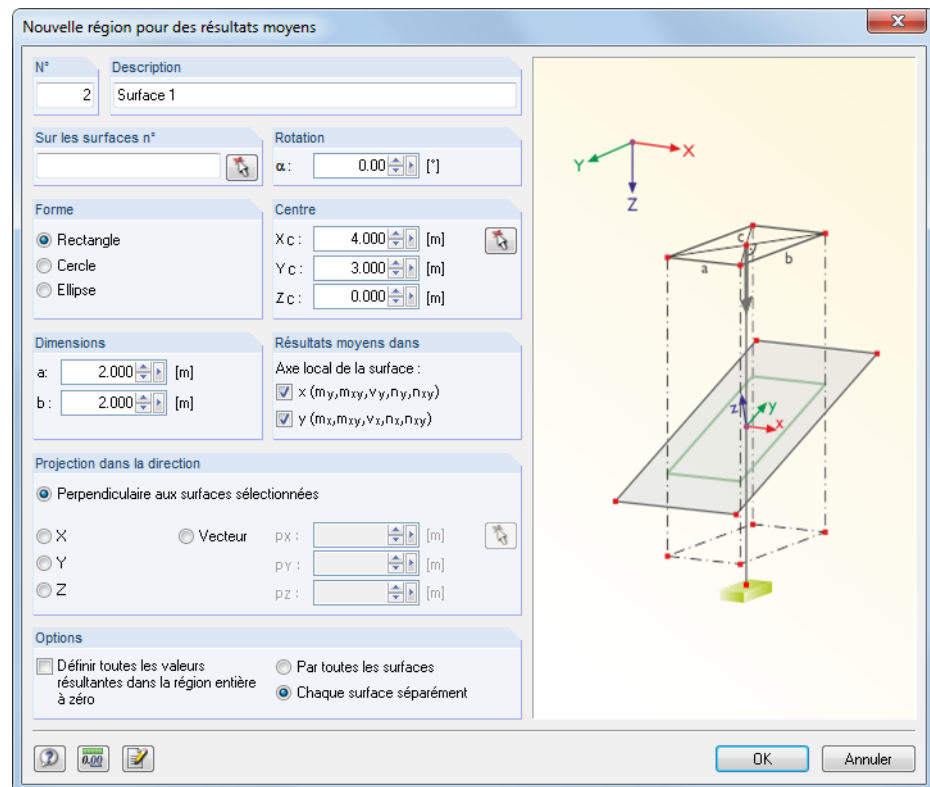 Nouvelle région pour des résultats moyens
N° Description
2 Surface 1
Sur les surfaces n° Rotation
α: 0.00 [°]
Forme Centre
Rectangle
Cercle
Ellipse
Xc: 4.000 [m]
Yc: 3.000 [m]
Zc: 0.000 [m]
Dimensions Résultats moyens dans
a: 2.000 [m]
b: 2.000 [m]
Axe local de la surface :
x (my,mxy,vy,ny,nxy)
y (mx,mxy,vx,nx,nxy)
Projection dans la direction
Perpendiculaire aux surfaces sélectionnées
X Vecteur pX: [m]
Y pY: [m]
Z pZ: [m]
Options
Définir toutes les valeurs
résultantes dans la région entière
à zéro
Par toutes les surfaces
Chaque surface séparément
X
Y
Z
c
a b
z y
x
0.00
OK Annuler